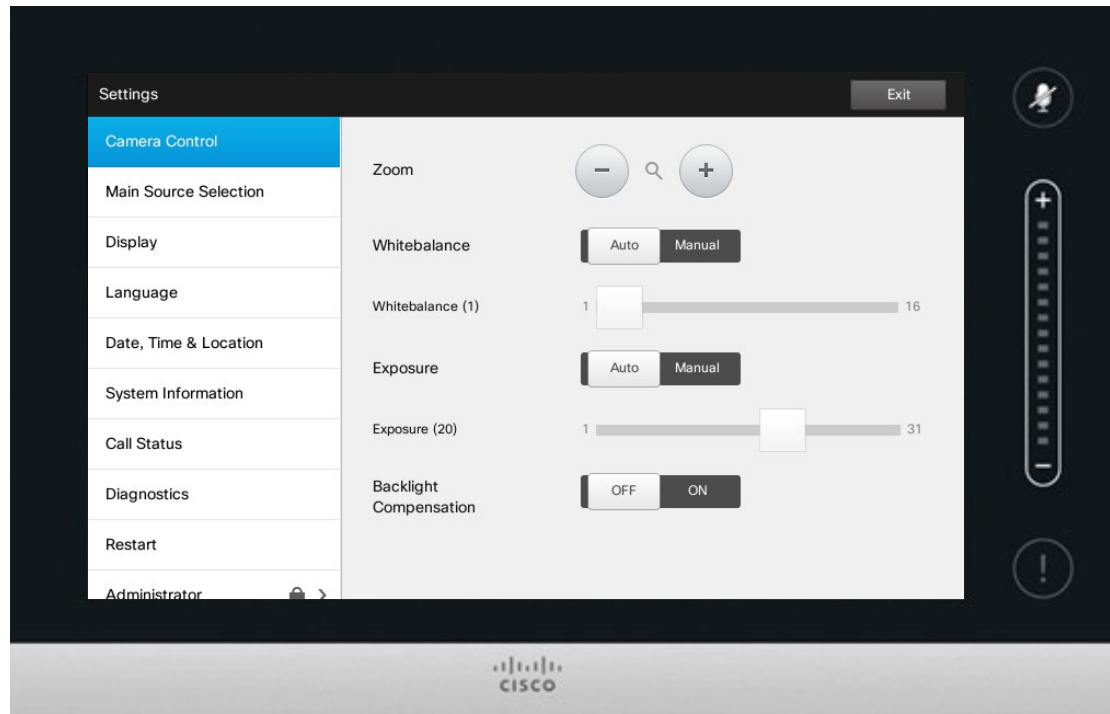 Settings
Exit
Camera Control
Main Source Selection
Display
Language
Date, Time & Location
System Information
Call Status
Diagnostics
Restart
Administrator
Zoom
− +
Whitebalance
Auto Manual
Whitebalance (1)
1 16
Exposure
Auto Manual
Exposure (20)
1 31
Backlight
Compensation
OFF ON
+
−
!
CISCO